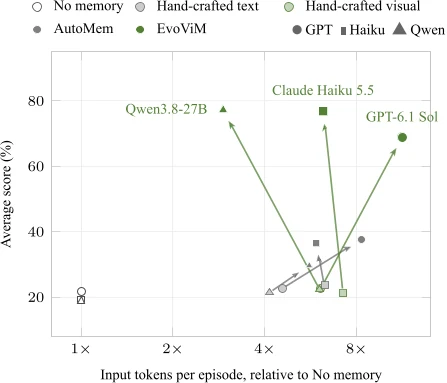 No memory Hand-crafted text Hand-crafted visual
AutoMem EvoViM GPT Haiku Qwen
Average score (%)
80
60
40
20
Claude Haiku 5.5
Qwen3.8-27B
GPT-6.1 Sol
1× 2× 4× 8×
Input tokens per episode, relative to No memory